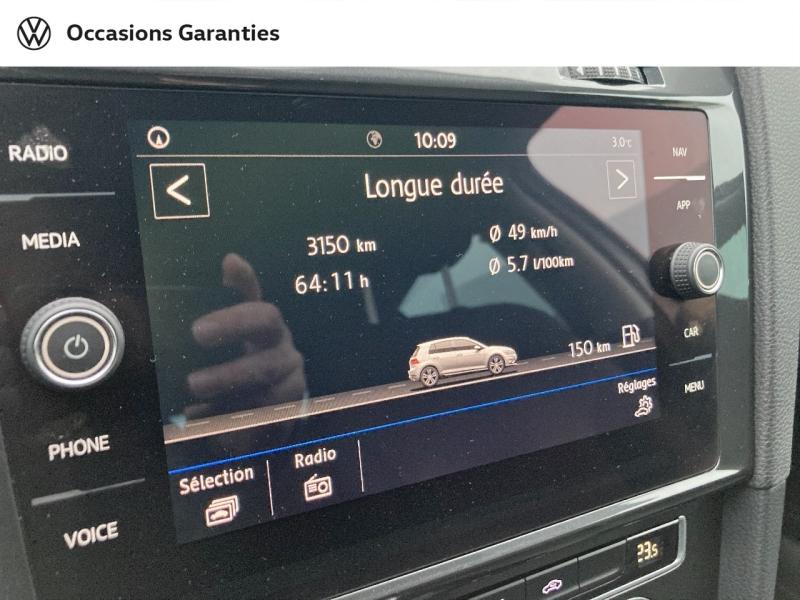 Occasions Garanties
RADIO
MEDIA
PHONE
VOICE
10:09
3.0°C
Longue durée
3150 km
64:11 h
Ø 49 km/h
Ø 5.7 l/100km
150 km
Réglages
Sélection
Radio
NAV
APP
CAR
MENU
23.5